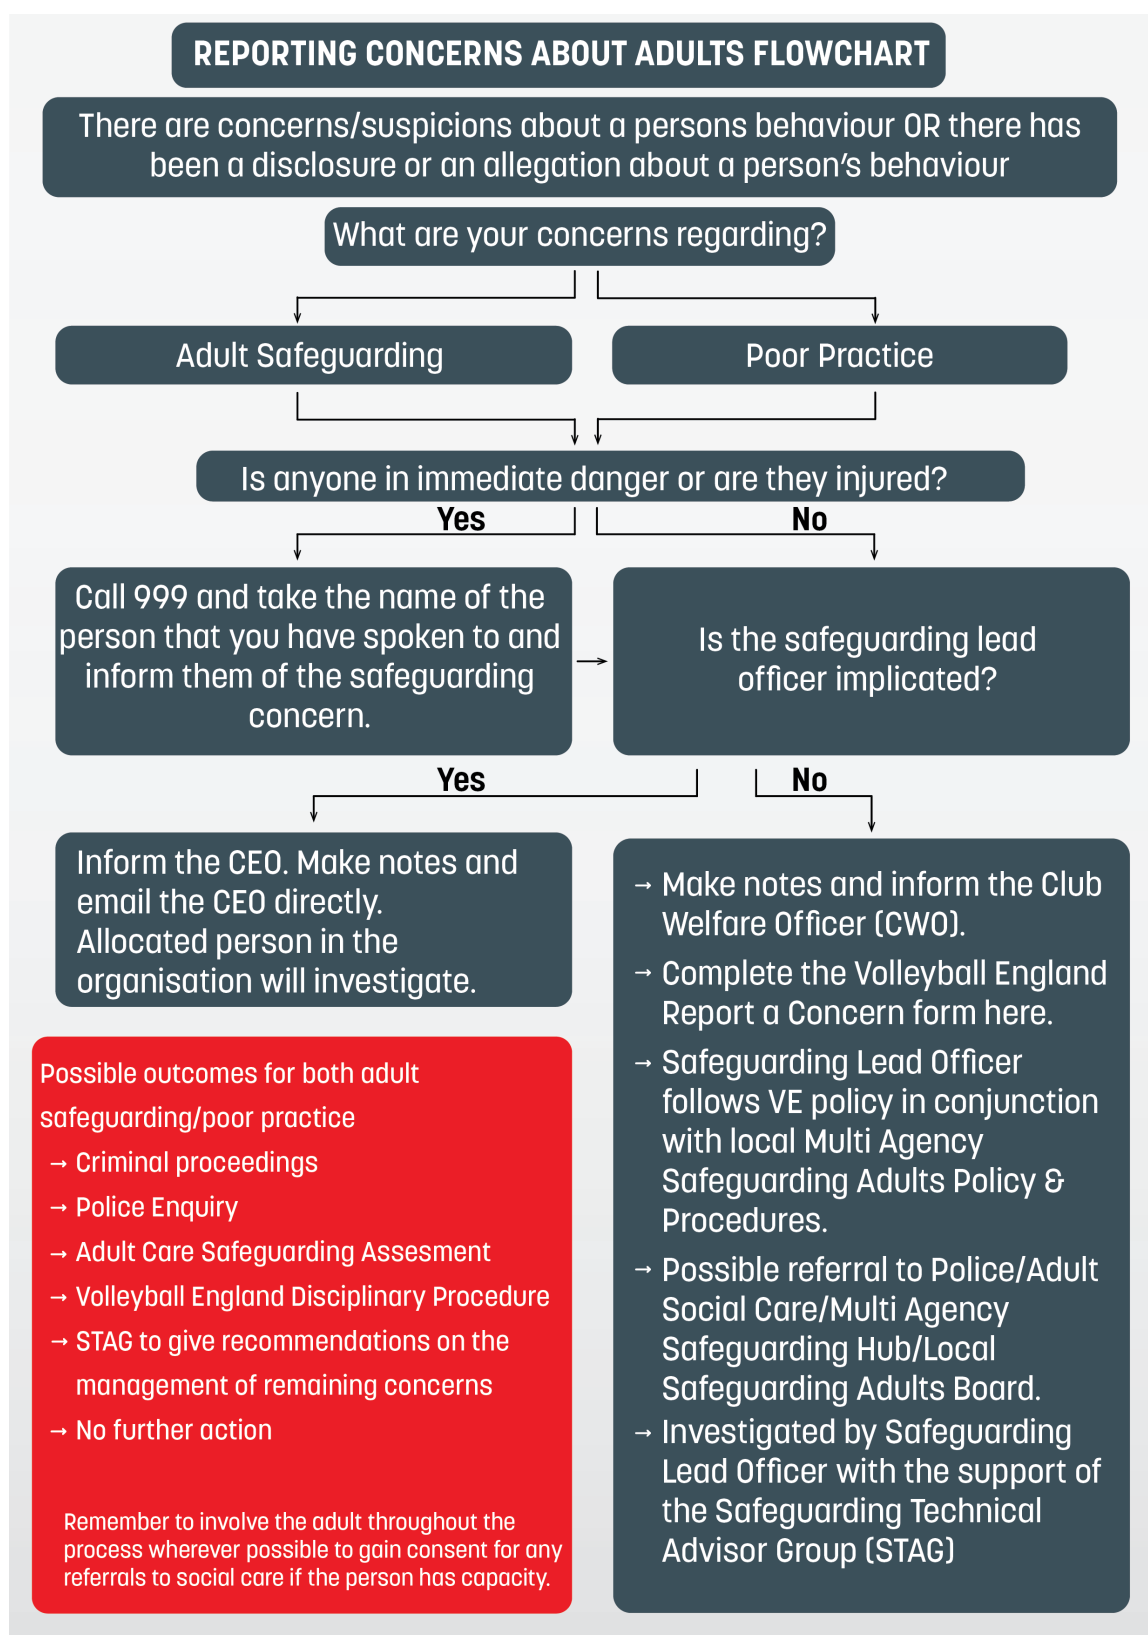 REPORTING CONCERNS ABOUT ADULTS FLOWCHART
There are concerns/suspicions about a persons behaviour OR there has
been a disclosure or an allegation about a person’s behaviour
What are your concerns regarding?
Adult Safeguarding
Poor Practice
Is anyone in immediate danger or are they injured?
Yes
No
Call 999 and take the name of the
person that you have spoken to and
inform them of the safeguarding
concern.
Is the safeguarding lead
officer implicated?
Yes
No
Inform the CEO. Make notes and
email the CEO directly.
Allocated person in the
organisation will investigate.
→ Make notes and inform the Club
Welfare Officer (CWO).
→ Complete the Volleyball England
Report a Concern form here.
→ Safeguarding Lead Officer
follows VE policy in conjunction
with local Multi Agency
Safeguarding Adults Policy &
Procedures.
→ Possible referral to Police/Adult
Social Care/Multi Agency
Safeguarding Hub/Local
Safeguarding Adults Board.
→ Investigated by Safeguarding
Lead Officer with the support of
the Safeguarding Technical
Advisor Group (STAG)
Possible outcomes for both adult
safeguarding/poor practice
→ Criminal proceedings
→ Police Enquiry
→ Adult Care Safeguarding Assesment
→ Volleyball England Disciplinary Procedure
→ STAG to give recommendations on the
management of remaining concerns
→ No further action
Remember to involve the adult throughout the
process wherever possible to gain consent for any
referrals to social care if the person has capacity.